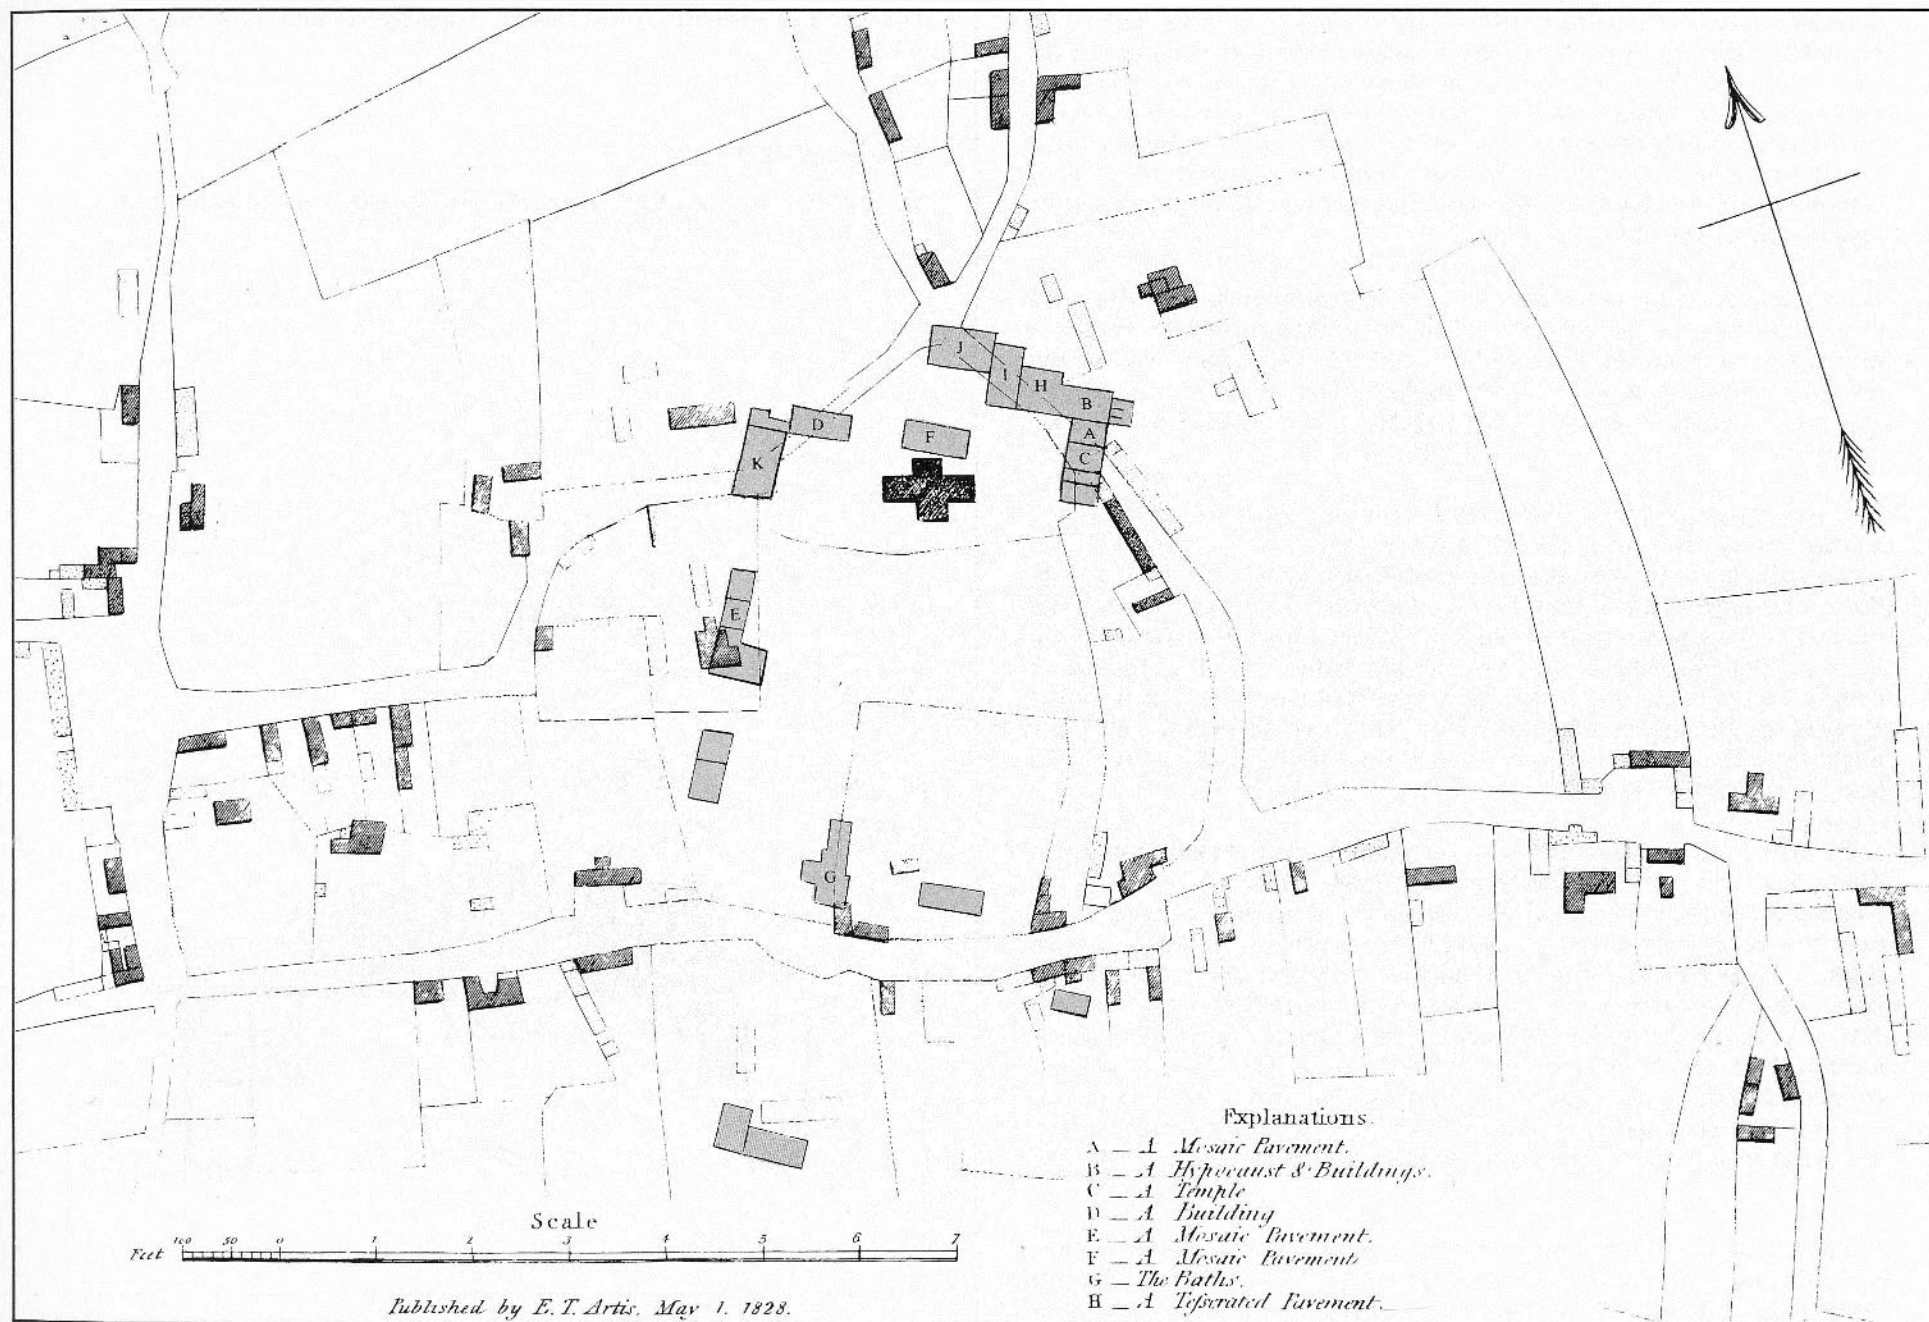 J
I
H
B
D
F
A
K
C
E
G
Explanations.
A _ A Mosaic Pavement.
B _ A Hypocaust & Buildings.
C _ A Temple
D _ A Building
E _ A Mosaic Pavement.
F _ A Mosaic Pavement
G _ The Baths.
H _ A Teſserated Pavement.
Scale
Feet 100 50 0 1 2 3 4 5 6 7
Published by E. T. Artis, May 1. 1828.